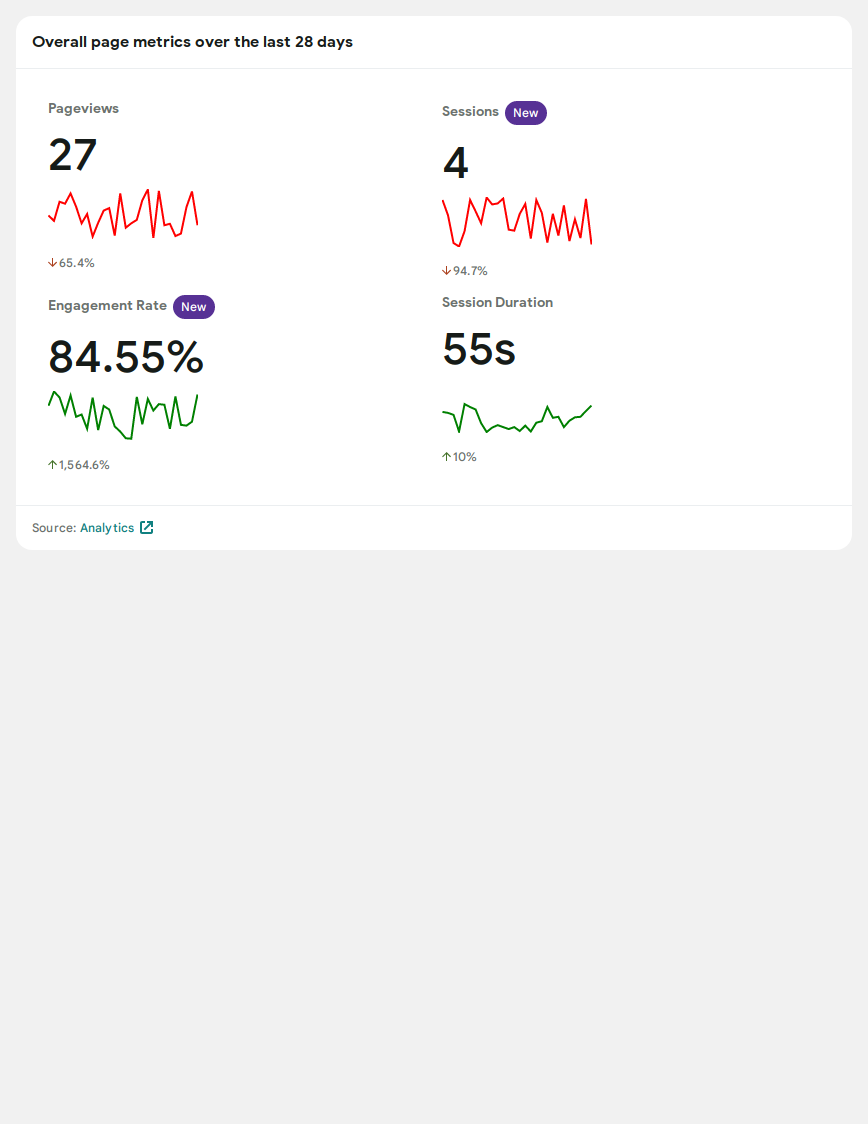 Overall page metrics over the last 28 days
Pageviews
27
↓65.4%
Sessions New
4
↓94.7%
Engagement Rate New
84.55%
↑1,564.6%
Session Duration
55s
↑10%
Source: Analytics